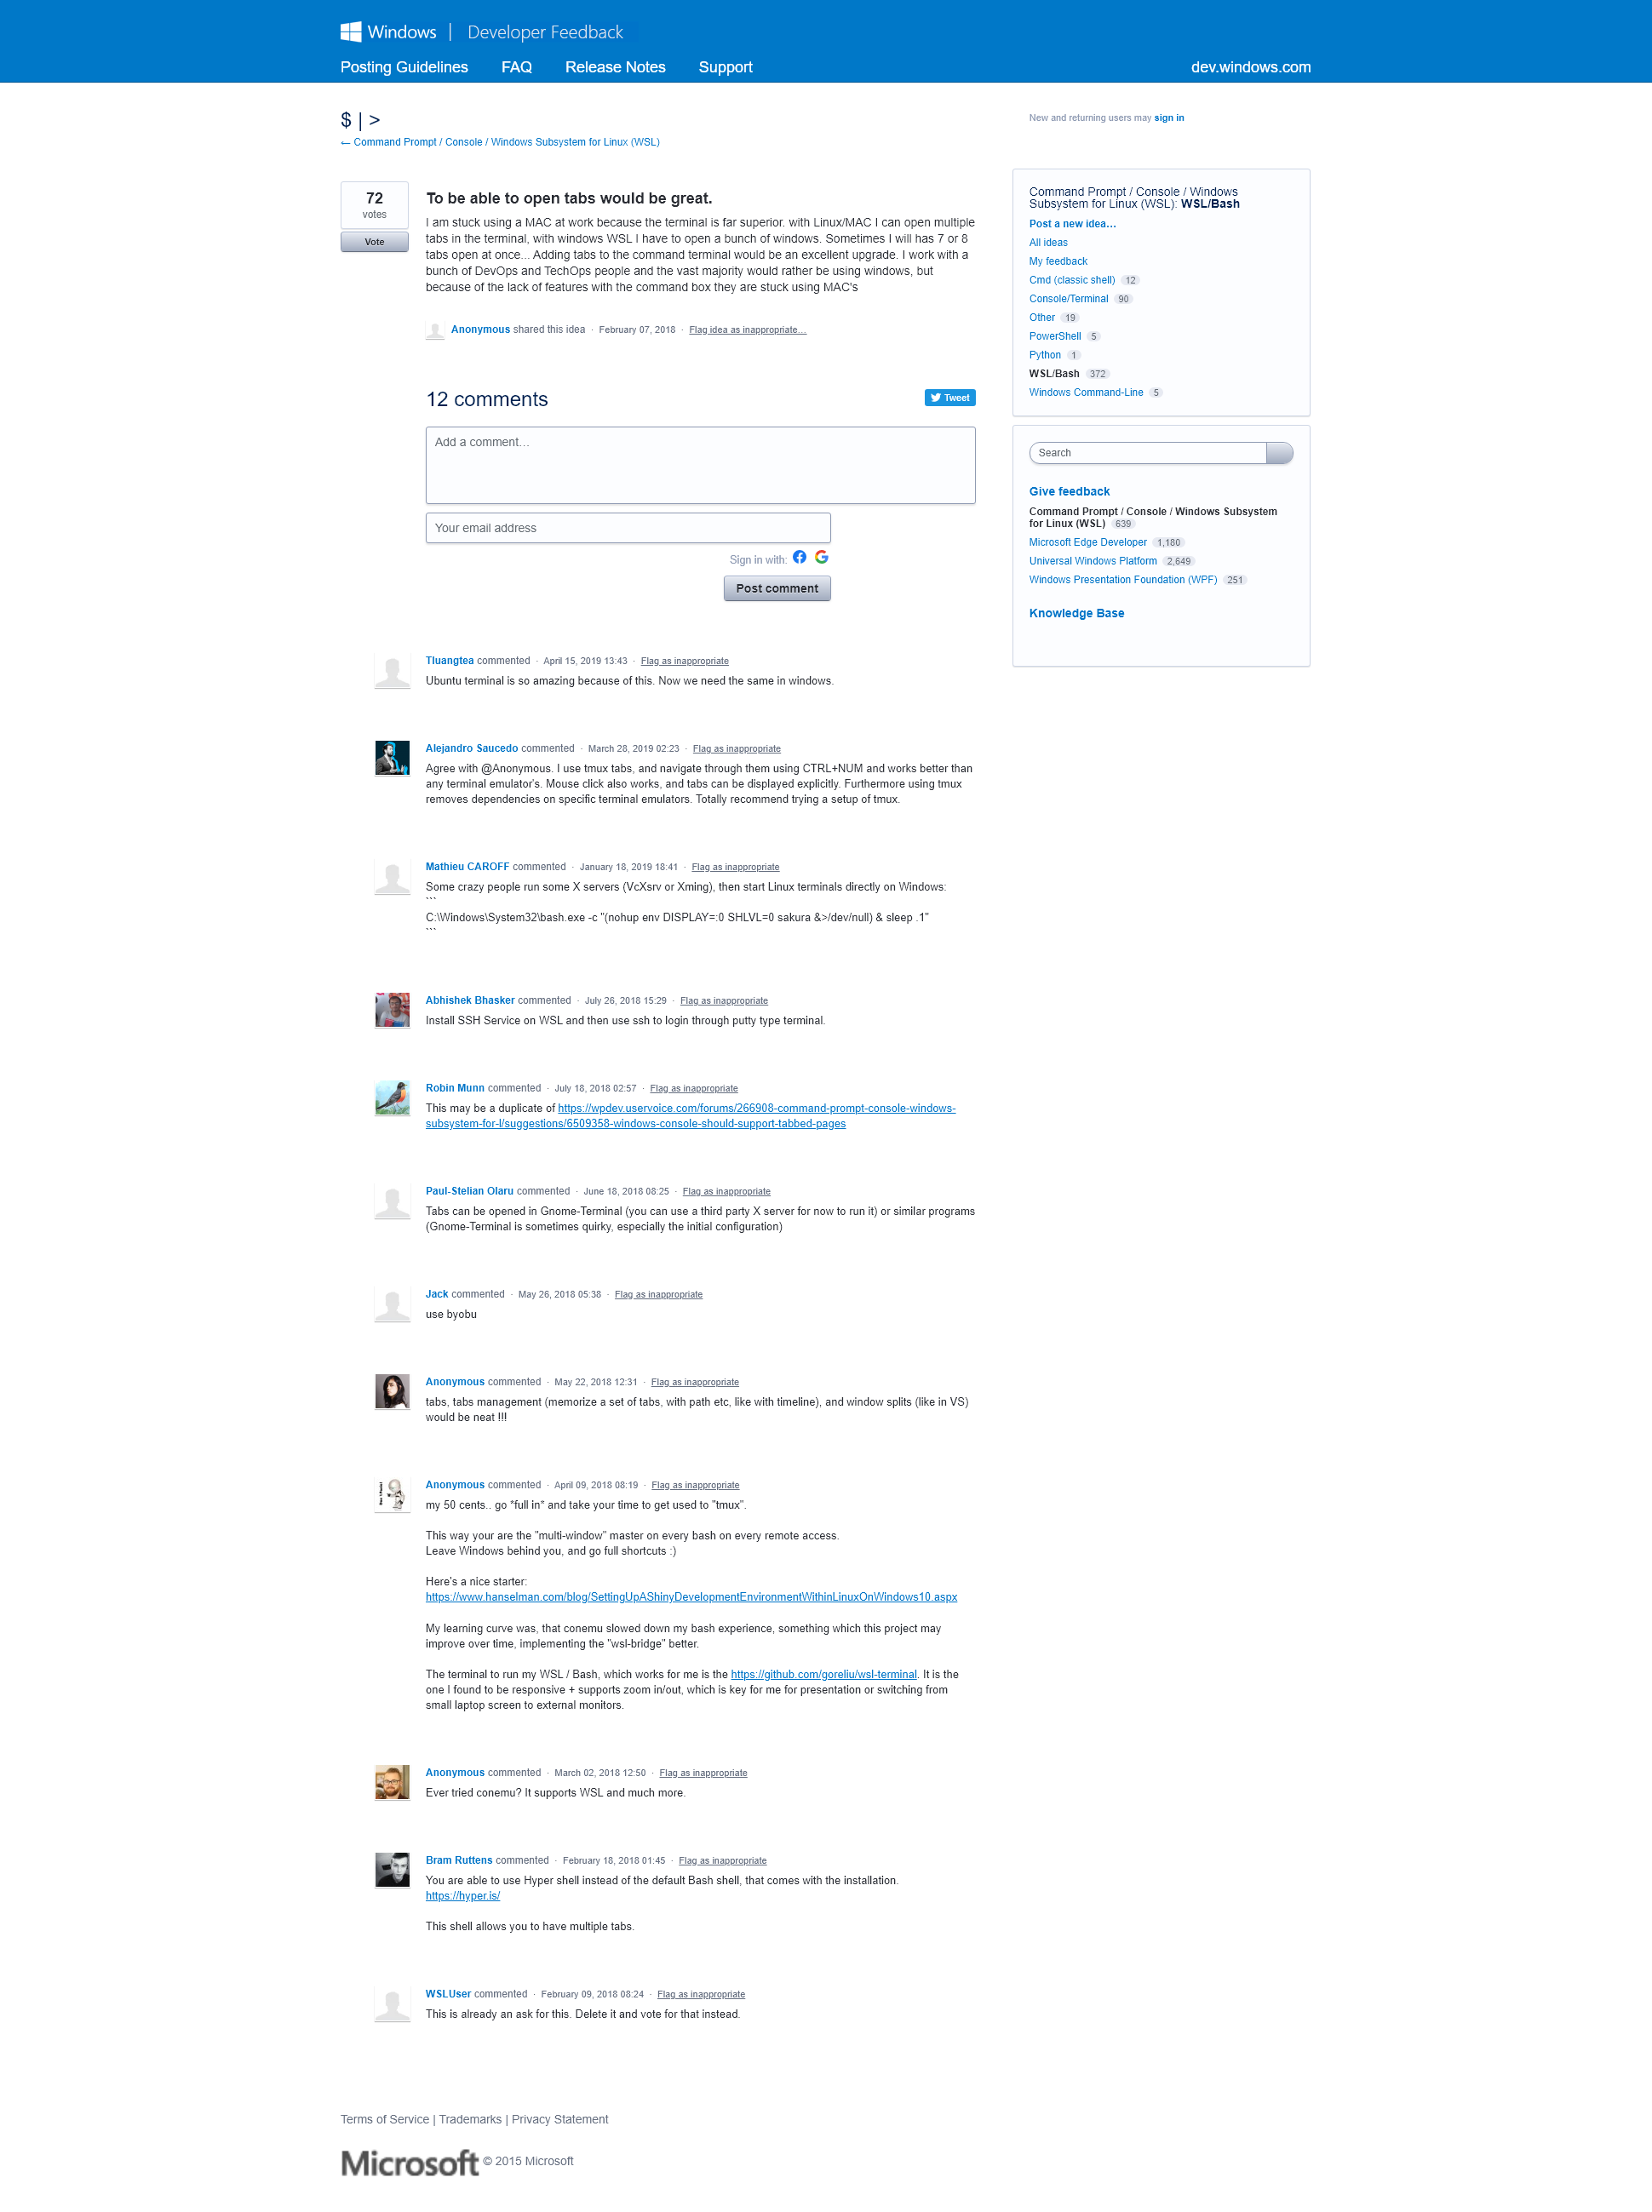 Windows | Developer Feedback
Posting Guidelines FAQ Release Notes Support dev.windows.com
$ | >
← Command Prompt / Console / Windows Subsystem for Linux (WSL)
72
votes
Vote
To be able to open tabs would be great.
I am stuck using a MAC at work because the terminal is far superior. with Linux/MAC I can open multiple
tabs in the terminal, with windows WSL I have to open a bunch of windows. Sometimes I will has 7 or 8
tabs open at once... Adding tabs to the command terminal would be an excellent upgrade. I work with a
bunch of DevOps and TechOps people and the vast majority would rather be using windows, but
because of the lack of features with the command box they are stuck using MAC's
Anonymous shared this idea · February 07, 2018 · Flag idea as inappropriate…
12 comments
Tweet
Add a comment…
Your email address
Sign in with:
Post comment
Tluangtea commented · April 15, 2019 13:43 · Flag as inappropriate
Ubuntu terminal is so amazing because of this. Now we need the same in windows.
Alejandro Saucedo commented · March 28, 2019 02:23 · Flag as inappropriate
Agree with @Anonymous. I use tmux tabs, and navigate through them using CTRL+NUM and works better than
any terminal emulator's. Mouse click also works, and tabs can be displayed explicitly. Furthermore using tmux
removes dependencies on specific terminal emulators. Totally recommend trying a setup of tmux.
Mathieu CAROFF commented · January 18, 2019 18:41 · Flag as inappropriate
Some crazy people run some X servers (VcXsrv or Xming), then start Linux terminals directly on Windows:
```
C:\Windows\System32\bash.exe -c "(nohup env DISPLAY=:0 SHLVL=0 sakura &>/dev/null) & sleep .1"
```
Abhishek Bhasker commented · July 26, 2018 15:29 · Flag as inappropriate
Install SSH Service on WSL and then use ssh to login through putty type terminal.
Robin Munn commented · July 18, 2018 02:57 · Flag as inappropriate
This may be a duplicate of https://wpdev.uservoice.com/forums/266908-command-prompt-console-windows-
subsystem-for-l/suggestions/6509358-windows-console-should-support-tabbed-pages
Paul-Stelian Olaru commented · June 18, 2018 08:25 · Flag as inappropriate
Tabs can be opened in Gnome-Terminal (you can use a third party X server for now to run it) or similar programs
(Gnome-Terminal is sometimes quirky, especially the initial configuration)
Jack commented · May 26, 2018 05:38 · Flag as inappropriate
use byobu
Anonymous commented · May 22, 2018 12:31 · Flag as inappropriate
tabs, tabs management (memorize a set of tabs, with path etc, like with timeline), and window splits (like in VS)
would be neat !!!
Anonymous commented · April 09, 2018 08:19 · Flag as inappropriate
my 50 cents.. go *full in* and take your time to get used to "tmux".
This way your are the "multi-window" master on every bash on every remote access.
Leave Windows behind you, and go full shortcuts :)
Here's a nice starter:
https://www.hanselman.com/blog/SettingUpAShinyDevelopmentEnvironmentWithinLinuxOnWindows10.aspx
My learning curve was, that conemu slowed down my bash experience, something which this project may
improve over time, implementing the "wsl-bridge" better.
The terminal to run my WSL / Bash, which works for me is the https://github.com/goreliu/wsl-terminal. It is the
one I found to be responsive + supports zoom in/out, which is key for me for presentation or switching from
small laptop screen to external monitors.
Anonymous commented · March 02, 2018 12:50 · Flag as inappropriate
Ever tried conemu? It supports WSL and much more.
Bram Ruttens commented · February 18, 2018 01:45 · Flag as inappropriate
You are able to use Hyper shell instead of the default Bash shell, that comes with the installation.
https://hyper.is/
This shell allows you to have multiple tabs.
WSLUser commented · February 09, 2018 08:24 · Flag as inappropriate
This is already an ask for this. Delete it and vote for that instead.
New and returning users may sign in
Command Prompt / Console / Windows
Subsystem for Linux (WSL): WSL/Bash
Post a new idea…
All ideas
My feedback
Cmd (classic shell) 12
Console/Terminal 90
Other 19
PowerShell 5
Python 1
WSL/Bash 372
Windows Command-Line 5
Search
Give feedback
Command Prompt / Console / Windows Subsystem
for Linux (WSL) 639
Microsoft Edge Developer 1,180
Universal Windows Platform 2,649
Windows Presentation Foundation (WPF) 251
Knowledge Base
Terms of Service | Trademarks | Privacy Statement
Microsoft © 2015 Microsoft